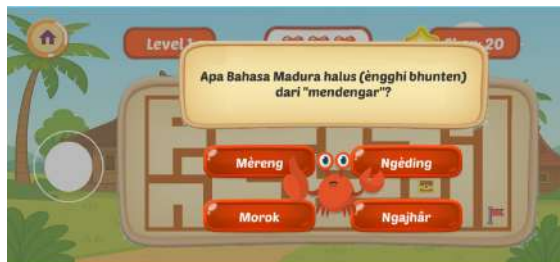 Level 1
Skor: 20
Apa Bahasa Madura halus (èngghi bhunten)
dari "mendengar"?
Mèreng
Ngèding
Morok
Ngajhâr